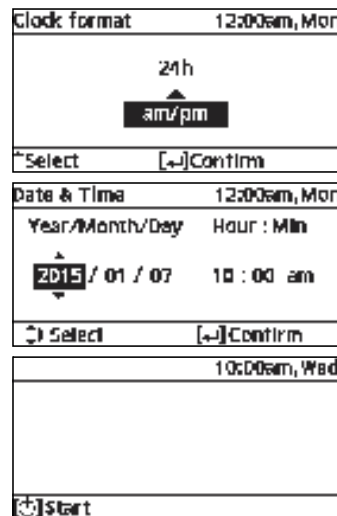 Clock format 12:00am, Mon
24h
am/pm
Select [↵]Confirm
Date & Time 12:00am, Mon
Year/Month/Day Hour : Min
2015 / 01 / 07 10 : 00 am
Select [↵]Confirm
10:00am, Wed
[⏻]Start